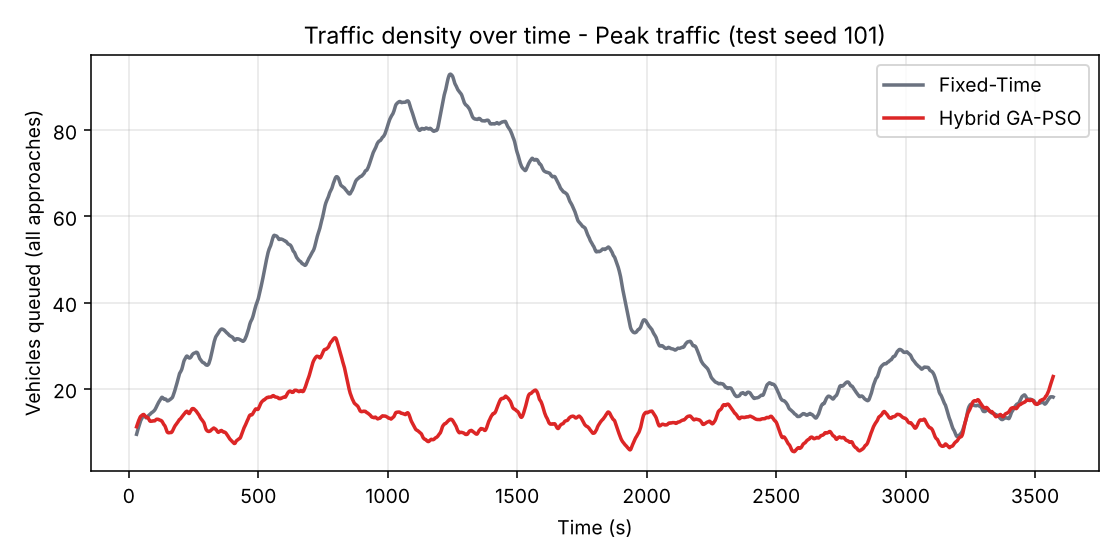 Traffic density over time - Peak traffic (test seed 101)
Fixed-Time
Hybrid GA-PSO
Vehicles queued (all approaches)
80
60
40
20
0 500 1000 1500 2000 2500 3000 3500
Time (s)